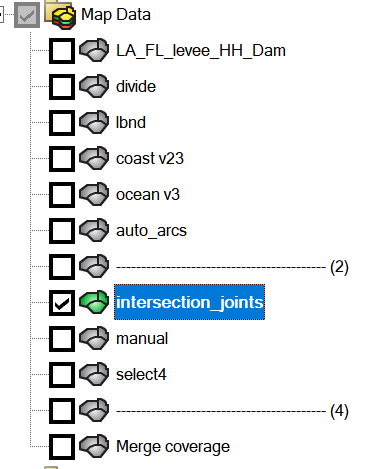 Map Data
LA_FL_levee_HH_Dam
divide
lbnd
coast v23
ocean v3
auto_arcs
------------------------------------------ (2)
intersection_joints
manual
select4
------------------------------------------ (4)
Merge coverage